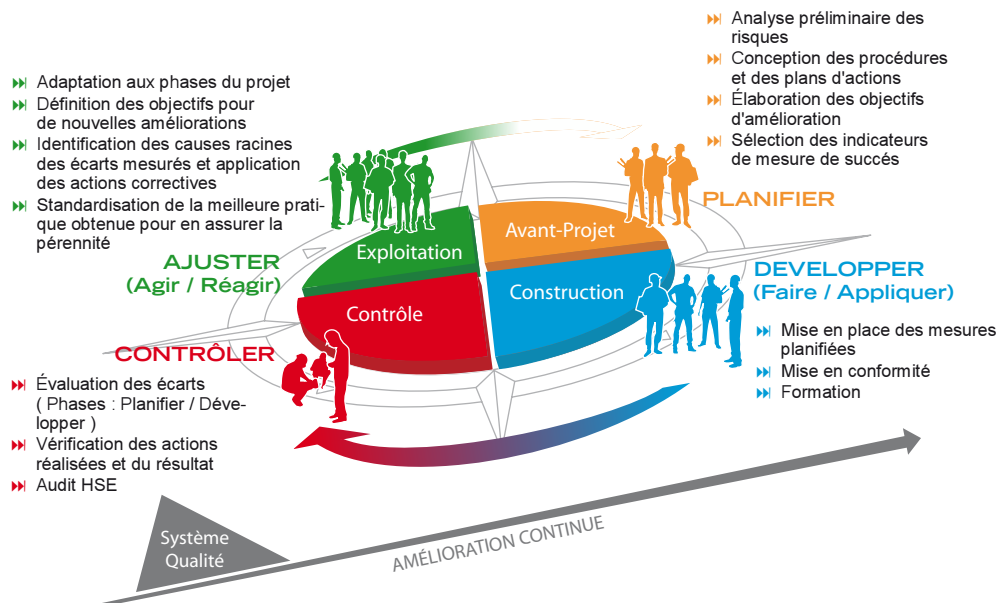 Analyse préliminaire des
risques
Conception des procédures
et des plans d'actions
Élaboration des objectifs
d'amélioration
Sélection des indicateurs
de mesure de succés
PLANIFIER
Adaptation aux phases du projet
Définition des objectifs pour
de nouvelles améliorations
Identification des causes racines
des écarts mesurés et application
des actions correctives
Standardisation de la meilleure prati-
que obtenue pour en assurer la
pérennité
AJUSTER
(Agir / Réagir)
Exploitation
Avant-Projet
Contrôle
Construction
DEVELOPPER
(Faire / Appliquer)
Mise en place des mesures
planifiées
Mise en conformité
Formation
CONTRÔLER
Évaluation des écarts
( Phases : Planifier / Déve-
lopper )
Vérification des actions
réalisées et du résultat
Audit HSE
Système
Qualité
AMÉLIORATION CONTINUE